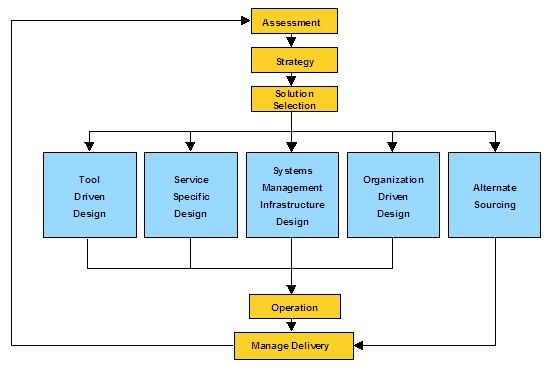 Assessment
Strategy
Solution
Selection
Tool
Driven
Design
Service
Specific
Design
Systems
Management
Infrastructure
Design
Organization
Driven
Design
Alternate
Sourcing
Operation
Manage Delivery